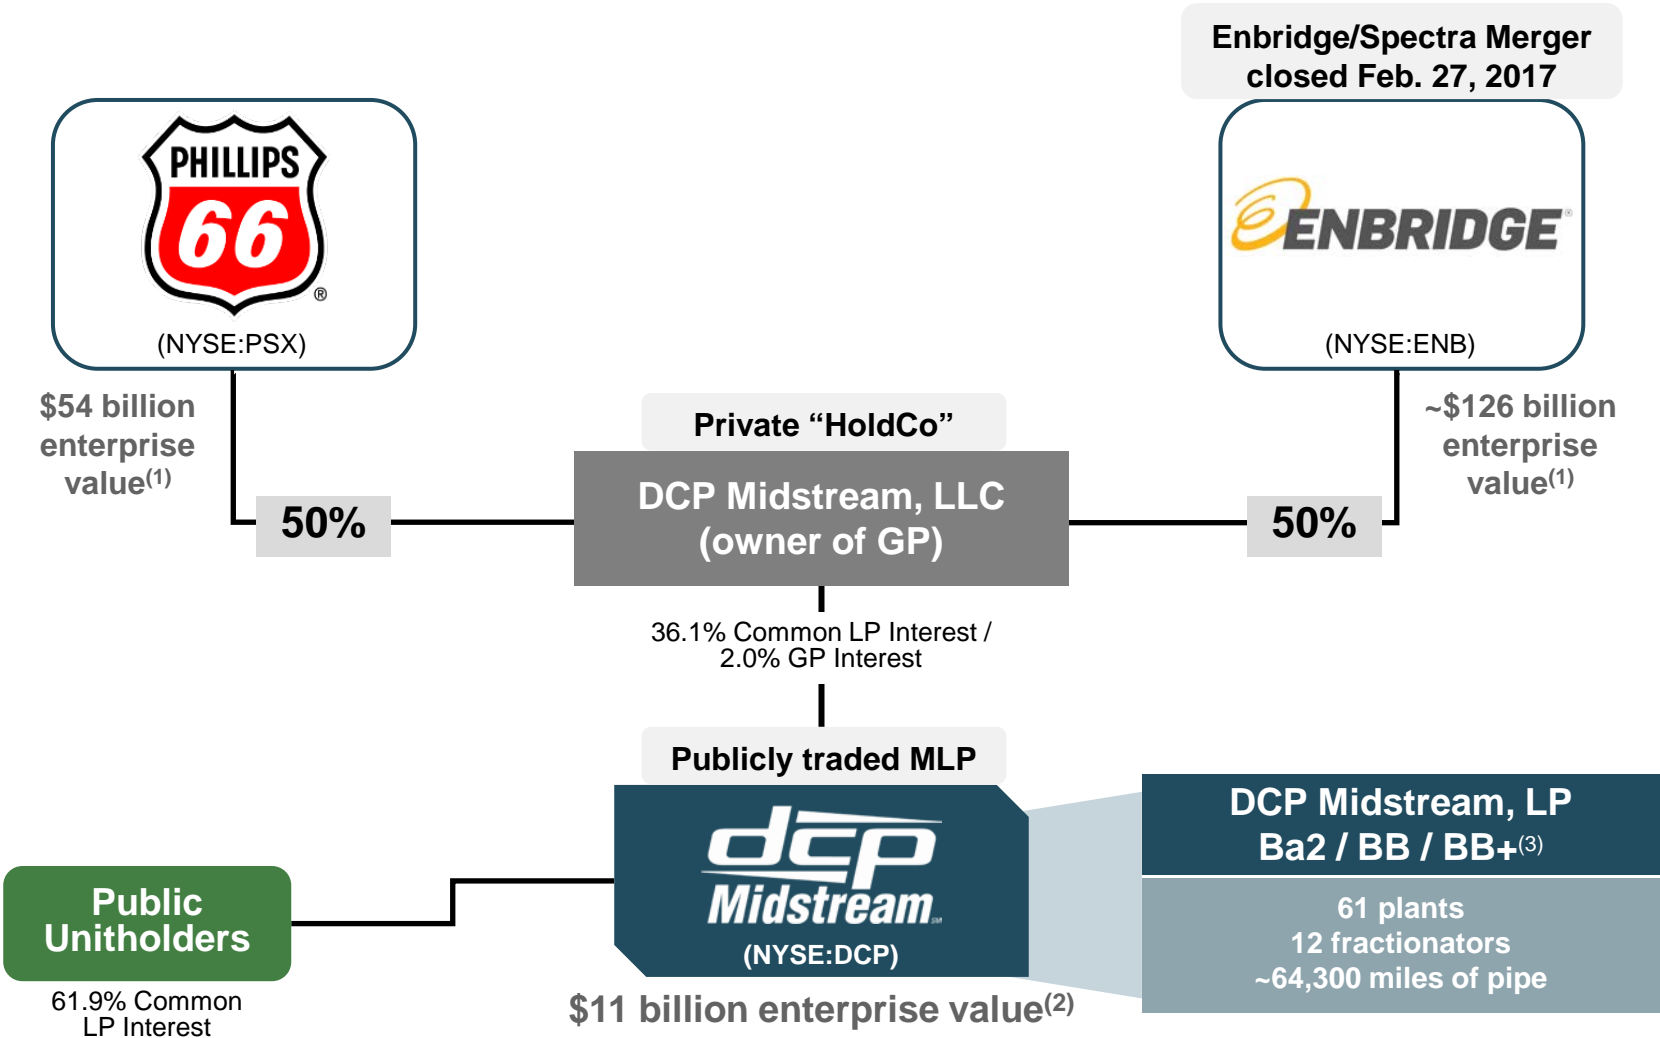 Enbridge/Spectra Merger
closed Feb. 27, 2017
PHILLIPS
66
®
(NYSE:PSX)
ENBRIDGE®
(NYSE:ENB)
$54 billion
enterprise
value(1)
~$126 billion
enterprise
value(1)
Private “HoldCo”
DCP Midstream, LLC
(owner of GP)
50%
50%
36.1% Common LP Interest /
2.0% GP Interest
Publicly traded MLP
dcp
Midstream℠
(NYSE:DCP)
$11 billion enterprise value(2)
DCP Midstream, LP
Ba2 / BB / BB+(3)
61 plants
12 fractionators
~64,300 miles of pipe
Public
Unitholders
61.9% Common
LP Interest